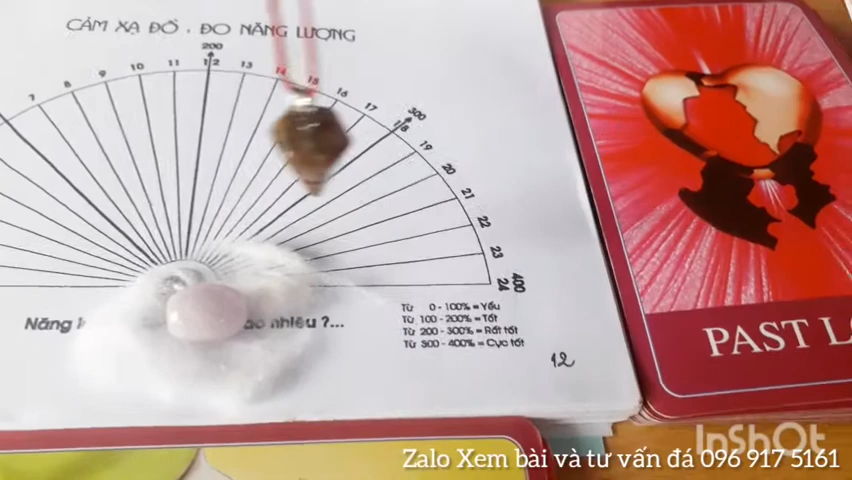 CẢM XẠ ĐỒ . ĐO NĂNG LƯỢNG
200
7 8 9 10 11 12 13 14 15 16 17 18 19 20 21 22 23 24
300
400
Năng
nhiêu ?...
Từ 0 - 100% = Yếu
Từ 100 - 200% = Tốt
Từ 200 - 300% = Rất tốt
Từ 300 - 400% = Cực tốt
12
PAST
InShOt
Zalo Xem bài và tư vấn đá 096 917 5161